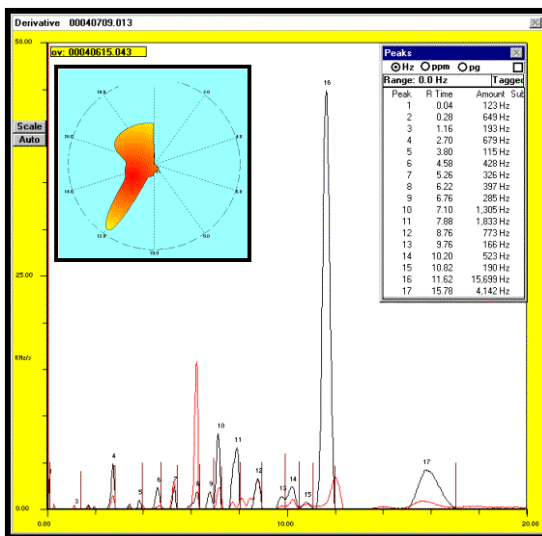 Derivative 00040709.013
50.00
ov: 00040615.043
Scale
Auto
25.00
KHz/s
0.00
10.00
20.00
2.0
3
4
5
6
8
9
10
11
12
13
14
15
16
17
Peaks
Hz ppm pg
Range: 0.0 Hz Tagged
Peak R Time Amount Sub
1 0.04 123 Hz
2 0.28 649 Hz
3 1.16 193 Hz
4 2.70 679 Hz
5 3.80 115 Hz
6 4.58 428 Hz
7 5.26 326 Hz
8 6.22 397 Hz
9 6.76 285 Hz
10 7.10 1,305 Hz
11 7.88 1,833 Hz
12 8.76 773 Hz
13 9.76 166 Hz
14 10.20 523 Hz
15 10.82 190 Hz
16 11.62 15,699 Hz
17 15.78 4,142 Hz